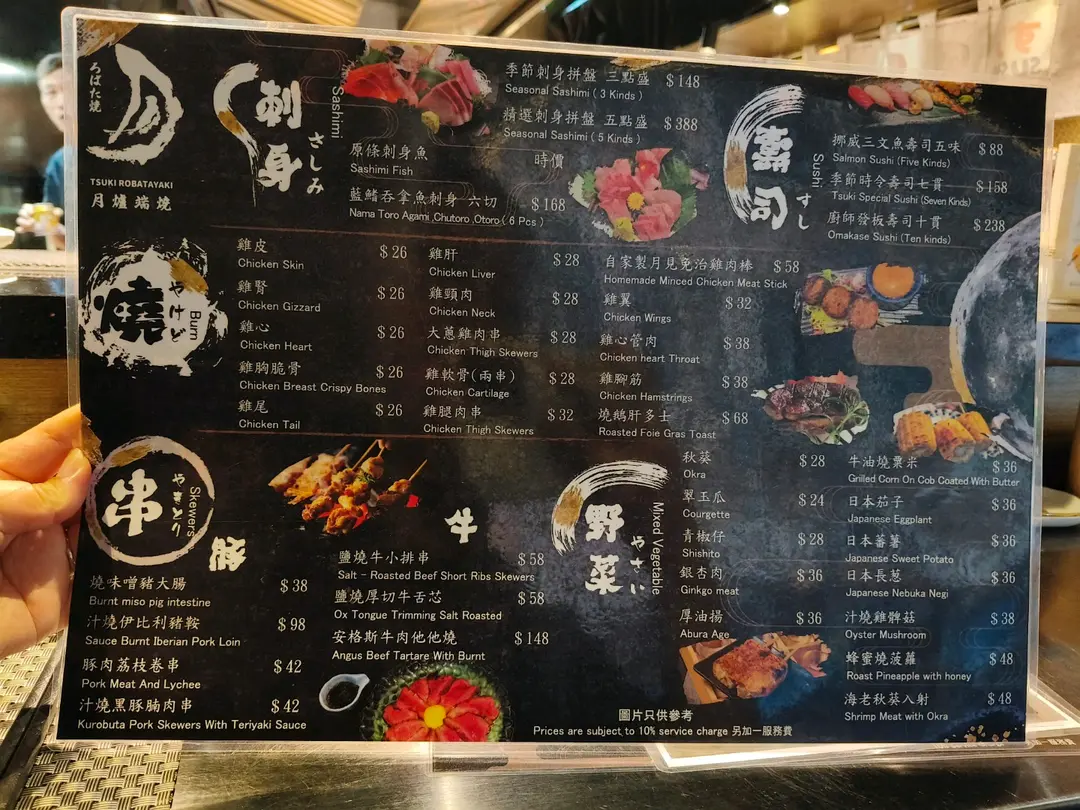 ろばた燒
TSUKI ROBATAYAKI
月爐端燒
刺身
さしみ
Sashimi
季節刺身拼盤 三點盛 $148
Seasonal Sashimi ( 3 Kinds )
精選刺身拼盤 五點盛 $388
Seasonal Sashimi ( 5 Kinds )
原條刺身魚 時價
Sashimi Fish
藍鰭吞拿魚刺身 六切 $168
Nama Toro Agami ,Chutoro ,Otoro ( 6 Pcs )
壽司
すし
Sushi
挪威三文魚壽司五味 $88
Salmon Sushi (Five Kinds)
季節時令壽司七貫 $158
Tsuki Special Sushi (Seven Kinds)
廚師發板壽司十貫 $238
Omakase Sushi (Ten kinds)
燒
やけど
Burn
雞皮 $26
Chicken Skin
雞腎 $26
Chicken Gizzard
雞心 $26
Chicken Heart
雞胸脆骨 $26
Chicken Breast Crispy Bones
雞尾 $26
Chicken Tail
雞肝 $28
Chicken Liver
雞頸肉 $28
Chicken Neck
大蔥雞肉串 $28
Chicken Thigh Skewers
雞軟骨(兩串) $28
Chicken Cartilage
雞腿肉串 $32
Chicken Thigh Skewers
自家製月見免治雞肉棒 $58
Homemade Minced Chicken Meat Stick
雞翼 $32
Chicken Wings
雞心管肉 $38
Chicken heart Throat
雞腳筋 $38
Chicken Hamstrings
燒鵝肝多士 $68
Roasted Foie Gras Toast
串
やきとり
Skewers
豬
燒味噌豬大腸 $38
Burnt miso pig intestine
汁燒伊比利豬鞍 $98
Sauce Burnt Iberian Pork Loin
豚肉荔枝卷串 $42
Pork Meat And Lychee
汁燒黑豚腩肉串 $42
Kurobuta Pork Skewers With Teriyaki Sauce
牛
鹽燒牛小排串 $58
Salt - Roasted Beef Short Ribs Skewers
鹽燒厚切牛舌芯 $58
Ox Tongue Trimming Salt Roasted
安格斯牛肉他他燒 $148
Angus Beef Tartare With Burnt
野菜
やさい
Mixed Vegetable
秋葵 $28
Okra
翠玉瓜 $24
Courgette
青椒仔 $28
Shishito
銀杏肉 $36
Ginkgo meat
厚油揚 $36
Abura Age
牛油燒粟米 $36
Grilled Corn On Cob Coated With Butter
日本茄子 $36
Japanese Eggplant
日本蕃薯 $36
Japanese Sweet Potato
日本長葱 $36
Japanese Nebuka Negi
汁燒雞髀菇 $38
Oyster Mushroom
蜂蜜燒菠蘿 $48
Roast Pineapple with honey
海老秋葵入射 $48
Shrimp Meat with Okra
圖片只供參考
Prices are subject to 10% service charge 另加一服務費